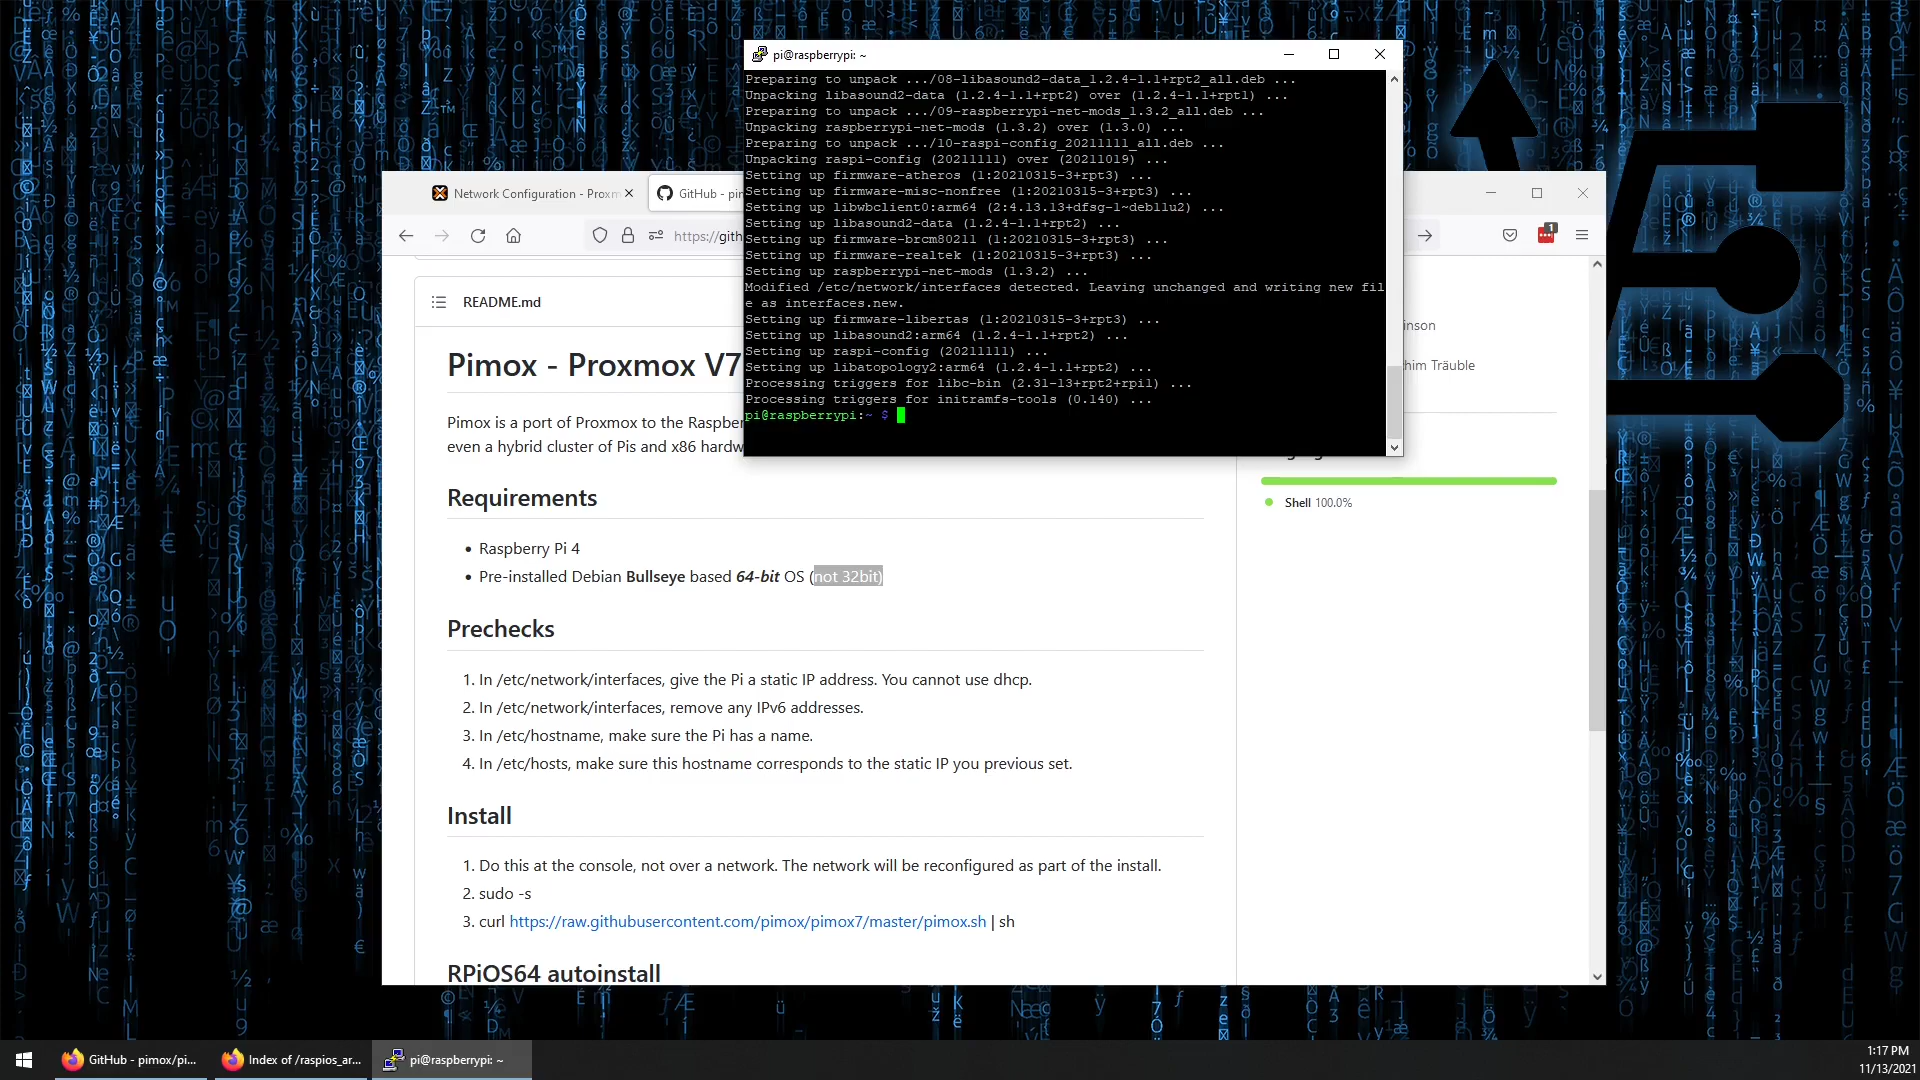 pi@raspberrypi: ~
Preparing to unpack .../08-libasound2-data_1.2.4-1.1+rpt2_all.deb ...
Unpacking libasound2-data (1.2.4-1.1+rpt2) over (1.2.4-1.1+rpt1) ...
Preparing to unpack .../09-raspberrypi-net-mods_1.3.2_all.deb ...
Unpacking raspberrypi-net-mods (1.3.2) over (1.3.0) ...
Preparing to unpack .../10-raspi-config_20211111_all.deb ...
Unpacking raspi-config (20211111) over (20211019) ...
Setting up firmware-atheros (1:20210315-3+rpt3) ...
Setting up firmware-misc-nonfree (1:20210315-3+rpt3) ...
Setting up libwbclient0:arm64 (2:4.13.13+dfsg-1~deb11u2) ...
Setting up libasound2-data (1.2.4-1.1+rpt2) ...
Setting up firmware-brcm80211 (1:20210315-3+rpt3) ...
Setting up firmware-realtek (1:20210315-3+rpt3) ...
Setting up raspberrypi-net-mods (1.3.2) ...
Modified /etc/network/interfaces detected. Leaving unchanged and writing new fil
e as interfaces.new.
Setting up firmware-libertas (1:20210315-3+rpt3) ...
Setting up libasound2:arm64 (1.2.4-1.1+rpt2) ...
Setting up raspi-config (20211111) ...
Setting up libatopology2:arm64 (1.2.4-1.1+rpt2) ...
Processing triggers for libc-bin (2.31-13+rpt2+rpi1) ...
Processing triggers for initramfs-tools (0.140) ...
pi@raspberrypi:~ $
Network Configuration - Proxm
GitHub - pim
https://gith
1
README.md
Pimox - Proxmox V7
Pimox is a port of Proxmox to the Raspber
even a hybrid cluster of Pis and x86 hardw
Requirements
Raspberry Pi 4
Pre-installed Debian Bullseye based 64-bit OS (not 32bit)
Prechecks
1. In /etc/network/interfaces, give the Pi a static IP address. You cannot use dhcp.
2. In /etc/network/interfaces, remove any IPv6 addresses.
3. In /etc/hostname, make sure the Pi has a name.
4. In /etc/hosts, make sure this hostname corresponds to the static IP you previous set.
Install
1. Do this at the console, not over a network. The network will be reconfigured as part of the install.
2. sudo -s
3. curl https://raw.githubusercontent.com/pimox/pimox7/master/pimox.sh | sh
RPiOS64 autoinstall
inson
him Träuble
Shell 100.0%
GitHub - pimox/pi...
Index of /raspios_ar...
pi@raspberrypi: ~
1:17 PM
11/13/2021